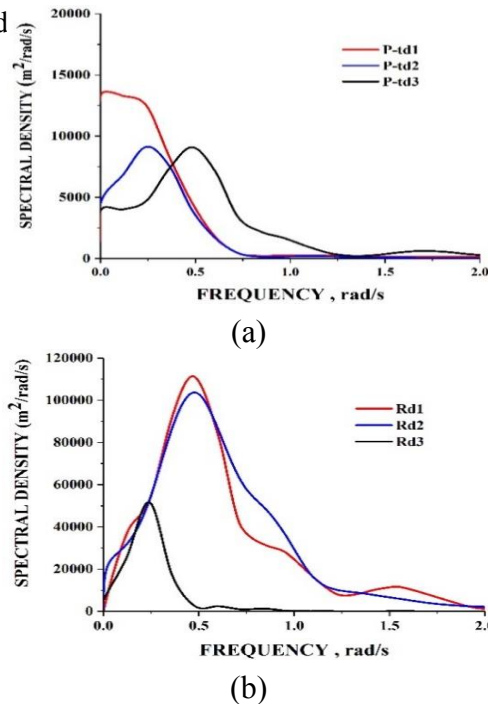 d
20000
15000
10000
5000
0
SPECTRAL DENSITY (m²/rad/s)
P-td1
P-td2
P-td3
0.0
0.5
1.0
1.5
2.0
FREQUENCY , rad/s
(a)
120000
100000
80000
60000
40000
20000
0
SPECTRAL DENSITY (m²/rad/s)
Rd1
Rd2
Rd3
0.0
0.5
1.0
1.5
2.0
FREQUENCY , rad/s
(b)